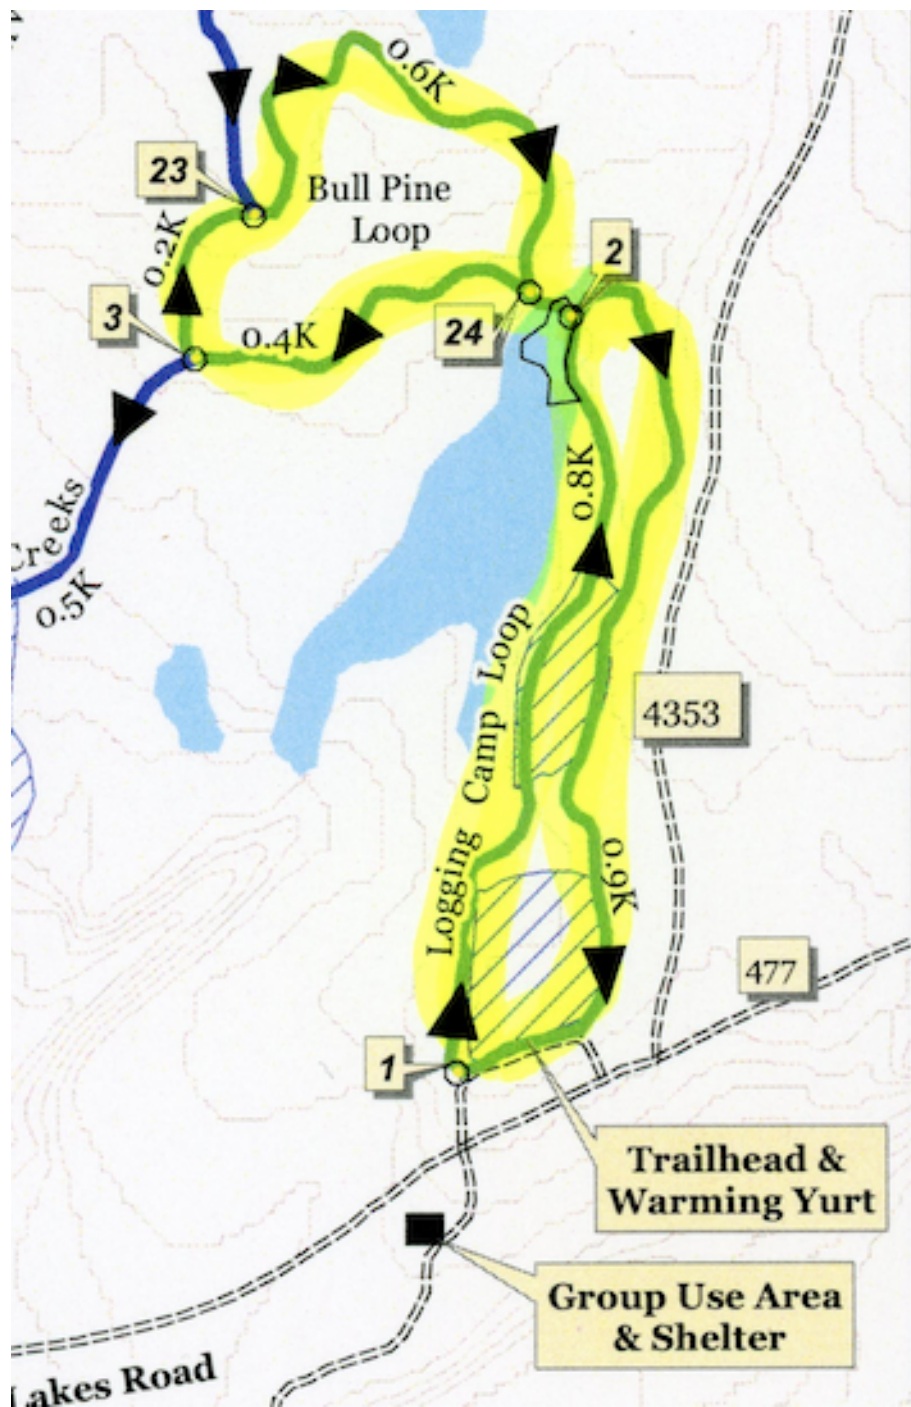 0.6K
23
Bull Pine
Loop
0.2K
2
3
24
0.4K
0.8K
Creeks
0.5K
Logging Camp Loop
4353
0.9K
477
1
Trailhead &
Warming Yurt
Group Use Area
& Shelter
Lakes Road